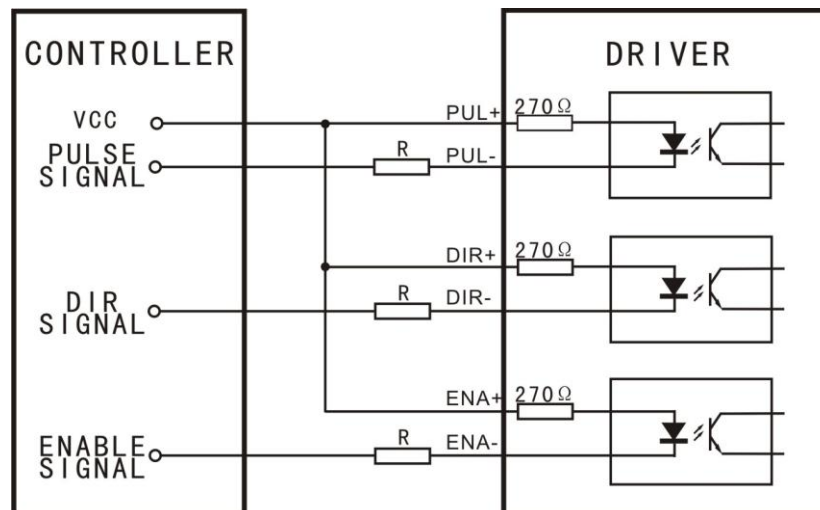 CONTROLLER
DRIVER
VCC
PUL+
270Ω
PULSE
SIGNAL
R
PUL-
DIR+
270Ω
DIR
SIGNAL
R
DIR-
ENA+
270Ω
ENABLE
SIGNAL
R
ENA-